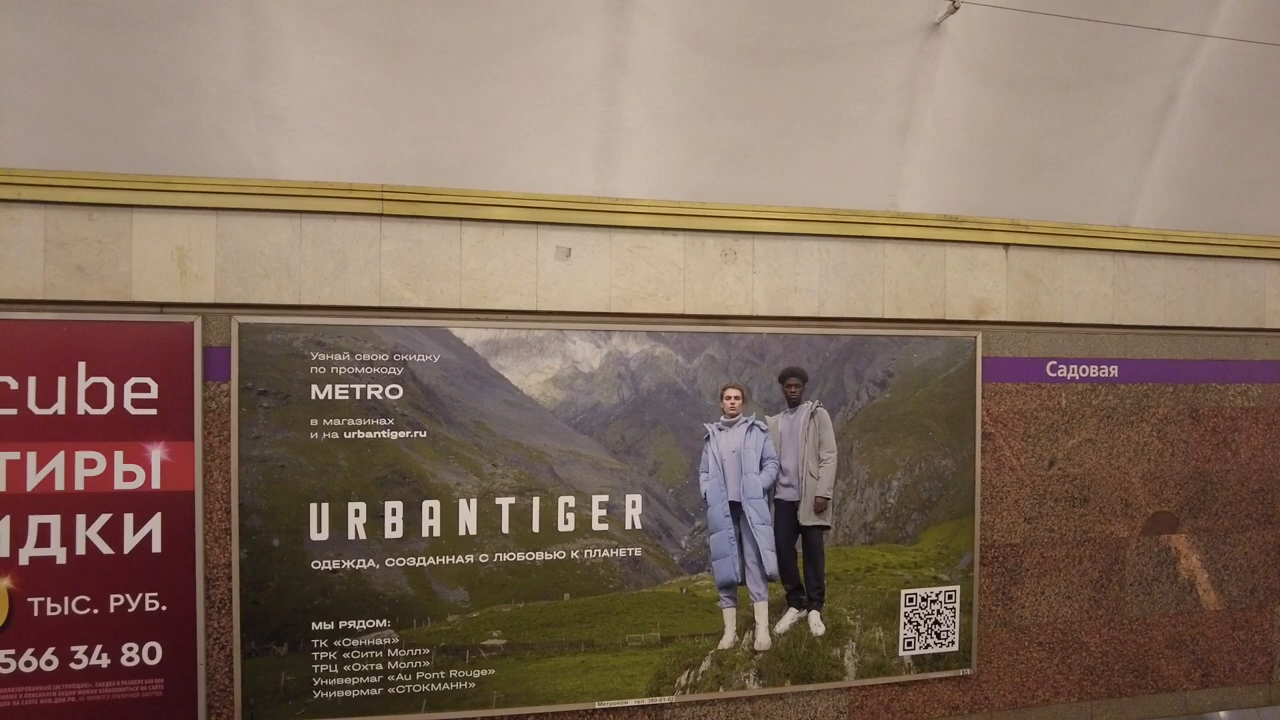 cube
ТИРЫ
ИДКИ
ТЫС. РУБ.
566 34 80
Узнай свою скидку
по промокоду
METRO
в магазинах
и на urbantiger.ru
URBANTIGER
ОДЕЖДА, СОЗДАННАЯ С ЛЮБОВЬЮ К ПЛАНЕТЕ
МЫ РЯДОМ:
ТК «Сенная»
ТРК «Сити Молл»
ТРЦ «Охта Молл»
Универмаг «Au Pont Rouge»
Универмаг «СТОКМАНН»
Садовая